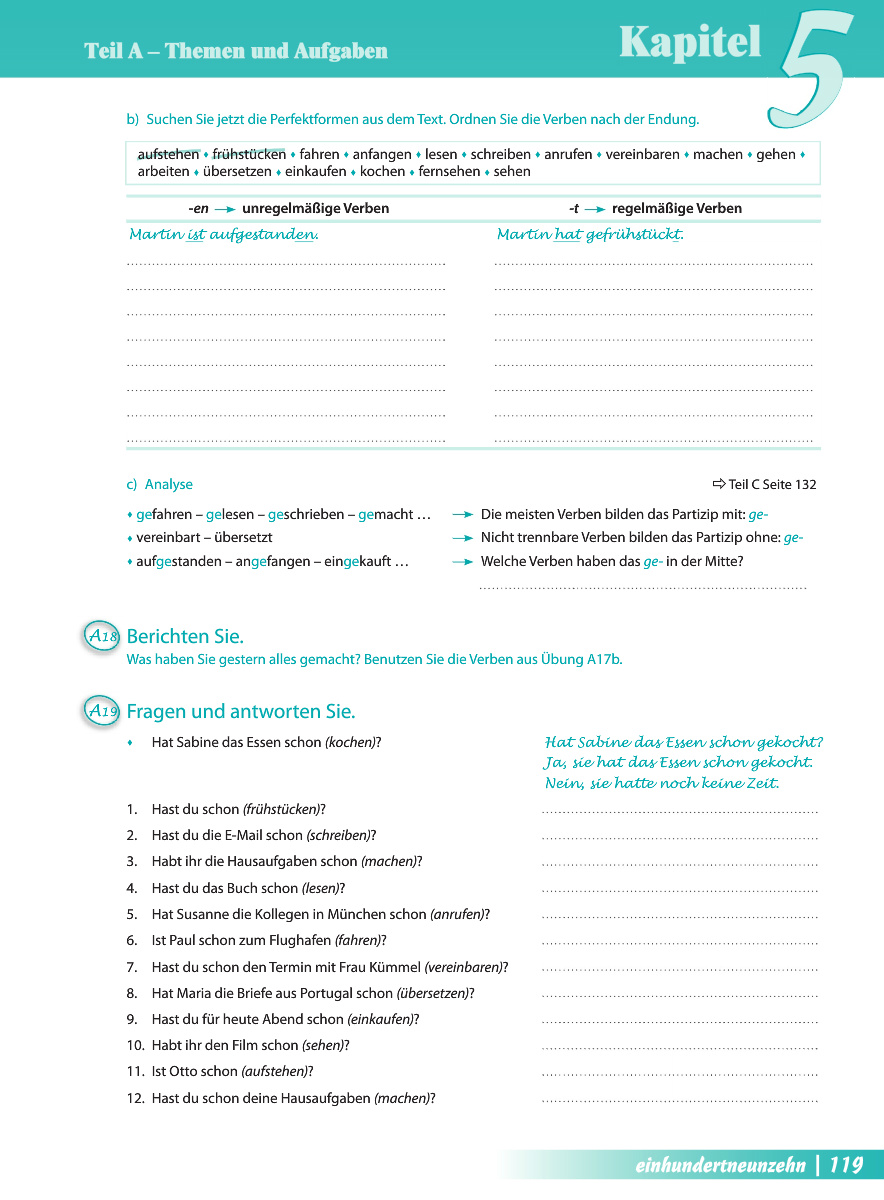 Teil A – Themen und Aufgaben
Kapitel 5
b) Suchen Sie jetzt die Perfektformen aus dem Text. Ordnen Sie die Verben nach der Endung.
aufstehen ♦ frühstücken ♦ fahren ♦ anfangen ♦ lesen ♦ schreiben ♦ anrufen ♦ vereinbaren ♦ machen ♦ gehen ♦
arbeiten ♦ übersetzen ♦ einkaufen ♦ kochen ♦ fernsehen ♦ sehen
-en → unregelmäßige Verben
-t → regelmäßige Verben
Martin ist aufgestanden.
Martin hat gefrühstückt.
c) Analyse
⇨ Teil C Seite 132
♦ gefahren – gelesen – geschrieben – gemacht … → Die meisten Verben bilden das Partizip mit: ge-
♦ vereinbart – übersetzt → Nicht trennbare Verben bilden das Partizip ohne: ge-
♦ aufgestanden – angefangen – eingekauft … → Welche Verben haben das ge- in der Mitte?
A18 Berichten Sie.
Was haben Sie gestern alles gemacht? Benutzen Sie die Verben aus Übung A17b.
A19 Fragen und antworten Sie.
♦ Hat Sabine das Essen schon (kochen)?
Hat Sabine das Essen schon gekocht?
Ja, sie hat das Essen schon gekocht.
Nein, sie hatte noch keine Zeit.
1. Hast du schon (frühstücken)?
2. Hast du die E-Mail schon (schreiben)?
3. Habt ihr die Hausaufgaben schon (machen)?
4. Hast du das Buch schon (lesen)?
5. Hat Susanne die Kollegen in München schon (anrufen)?
6. Ist Paul schon zum Flughafen (fahren)?
7. Hast du schon den Termin mit Frau Kümmel (vereinbaren)?
8. Hat Maria die Briefe aus Portugal schon (übersetzen)?
9. Hast du für heute Abend schon (einkaufen)?
10. Habt ihr den Film schon (sehen)?
11. Ist Otto schon (aufstehen)?
12. Hast du schon deine Hausaufgaben (machen)?
einhundertneunzehn | 119